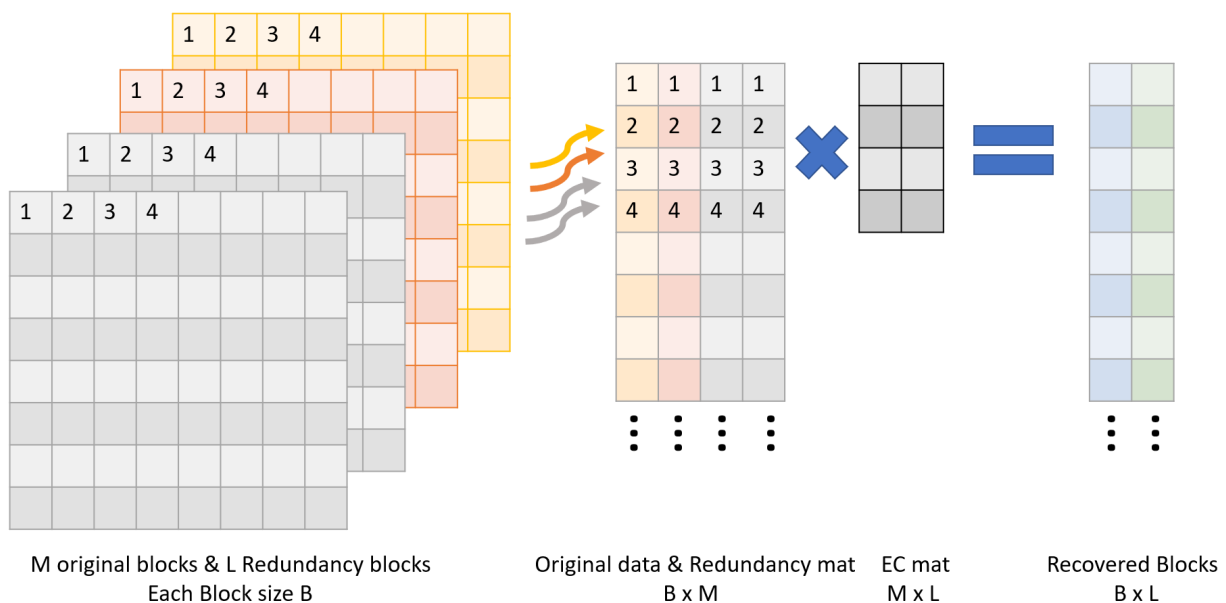 1 2 3 4
1 2 3 4
1 2 3 4
1 2 3 4
1 1 1 1
2 2 2 2
3 3 3 3
4 4 4 4
M original blocks & L Redundancy blocks
Each Block size B
Original data & Redundancy mat
B x M
EC mat
M x L
Recovered Blocks
B x L